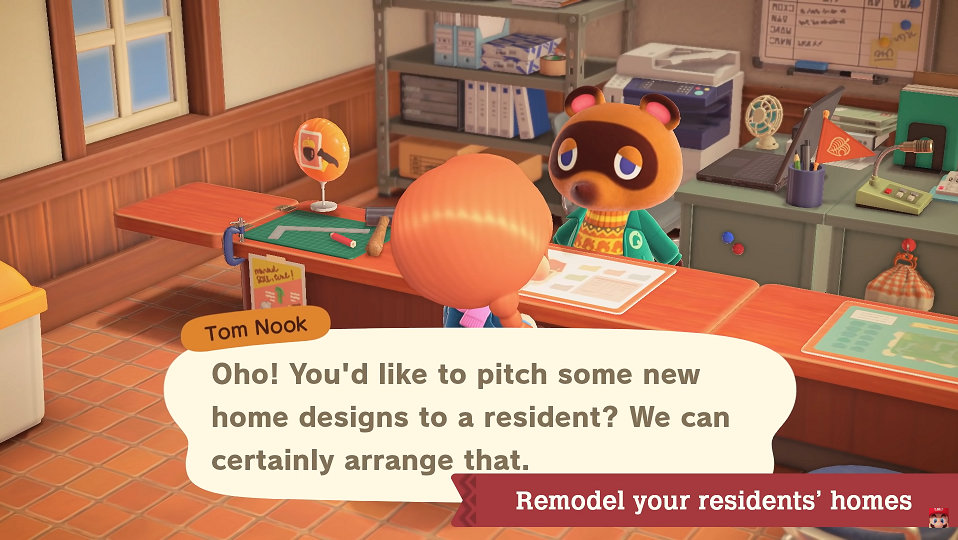 Tom Nook
Oho! You'd like to pitch some new
home designs to a resident? We can
certainly arrange that.
Remodel your residents' homes